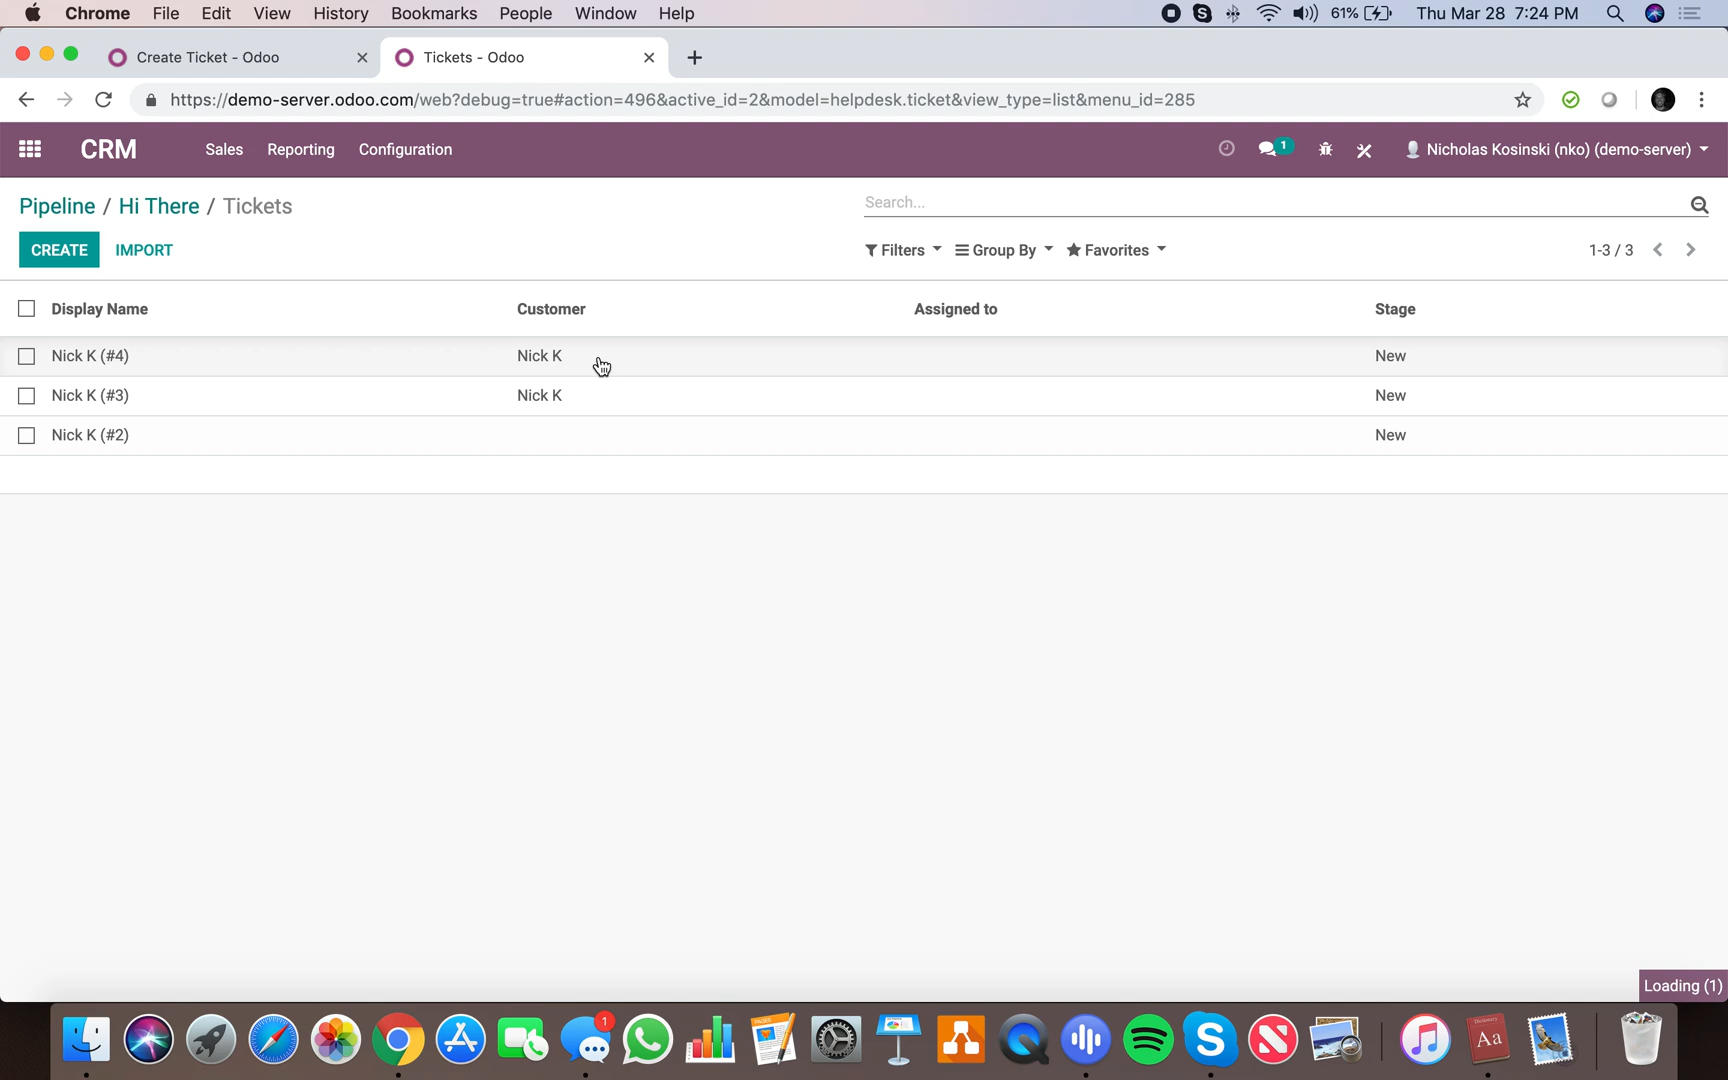 Chrome File Edit View History Bookmarks People Window Help 61% Thu Mar 28 7:24 PM
Create Ticket - Odoo Tickets - Odoo
https://demo-server.odoo.com/web?debug=true#action=496&active_id=2&model=helpdesk.ticket&view_type=list&menu_id=285
CRM Sales Reporting Configuration 1 Nicholas Kosinski (nko) (demo-server)
Pipeline / Hi There / Tickets Search...
CREATE IMPORT Filters Group By Favorites 1-3 / 3
Display Name Customer Assigned to Stage
Nick K (#4) Nick K New
Nick K (#3) Nick K New
Nick K (#2) New
Loading (1)
1
Aa